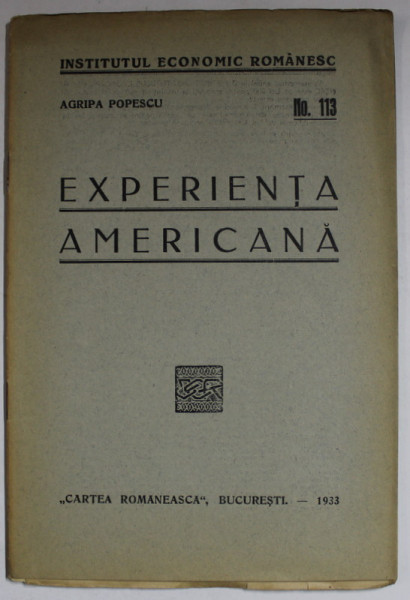 INSTITUTUL ECONOMIC ROMÂNESC
AGRIPA POPESCU No. 113
EXPERIENȚA
AMERICANĂ
„CARTEA ROMANEASCA“, BUCUREȘTI. — 1933